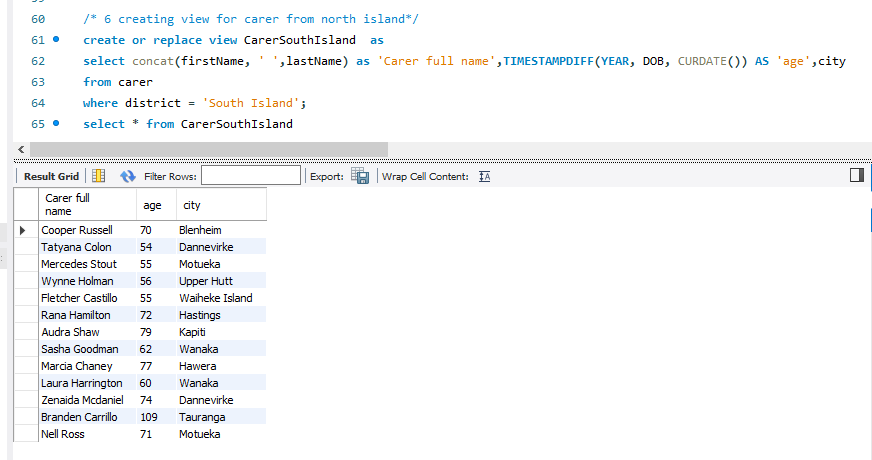 60 /* 6 creating view for carer from north island*/
61 create or replace view CarerSouthIsland as
62 select concat(firstName, ' ',lastName) as 'Carer full name',TIMESTAMPDIFF(YEAR, DOB, CURDATE()) AS 'age',city
63 from carer
64 where district = 'South Island';
65 select * from CarerSouthIsland
Result Grid Filter Rows: Export: Wrap Cell Content:
Carer full
name age city
Cooper Russell 70 Blenheim
Tatyana Colon 54 Dannevirke
Mercedes Stout 55 Motueka
Wynne Holman 56 Upper Hutt
Fletcher Castillo 55 Waiheke Island
Rana Hamilton 72 Hastings
Audra Shaw 79 Kapiti
Sasha Goodman 62 Wanaka
Marcia Chaney 77 Hawera
Laura Harrington 60 Wanaka
Zenaida Mcdaniel 74 Dannevirke
Branden Carrillo 109 Tauranga
Nell Ross 71 Motueka